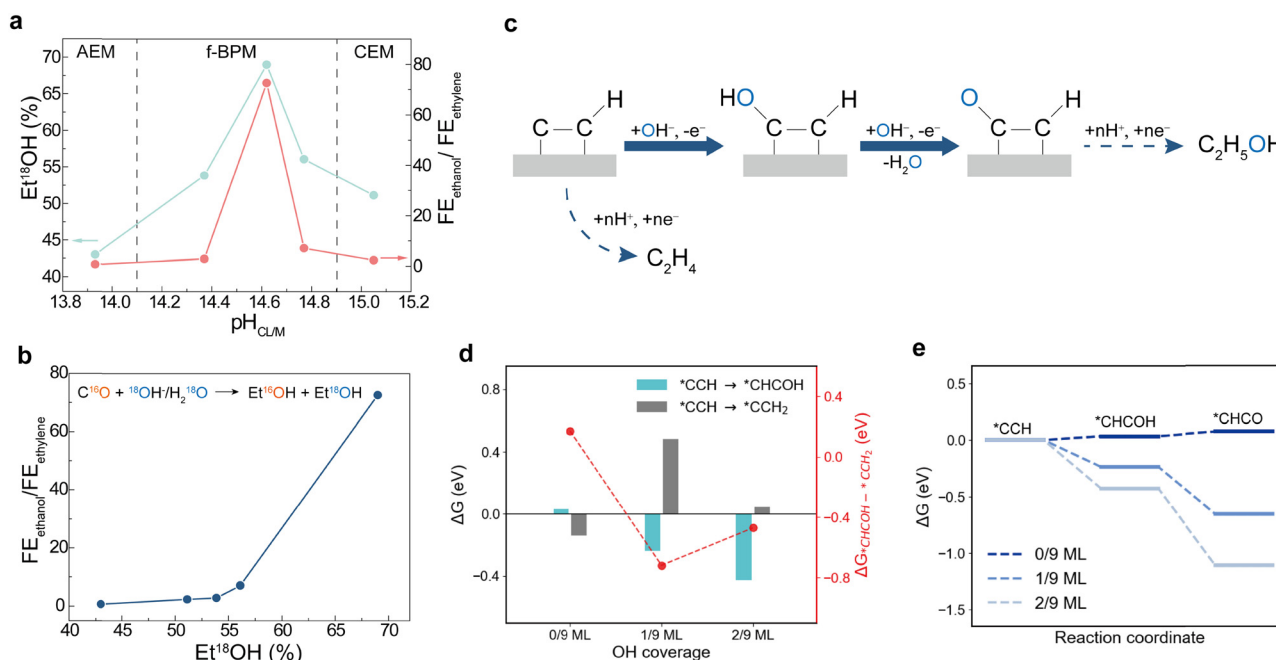 a
AEM f-BPM CEM
70
65
60
55
50
45
40
80
60
40
20
0
Et¹⁸OH (%)
FE_ethanol / FE_ethylene
13.8 14.0 14.2 14.4 14.6 14.8 15.0 15.2
pH_CL/M
b
C¹⁶O + ¹⁸OH⁻/H₂¹⁸O → Et¹⁶OH + Et¹⁸OH
80
60
40
20
0
FE_ethanol/FE_ethylene
40 45 50 55 60 65 70
Et¹⁸OH (%)
c
H HO H O H
C – C C – C C – C
+OH⁻, -e⁻
+OH⁻, -e⁻
-H₂O
+nH⁺, +ne⁻
C₂H₅OH
+nH⁺, +ne⁻
C₂H₄
d
*CCH → *CHCOH
*CCH → *CCH₂
0.8
0.4
0.0
−0.4
ΔG (eV)
0.4
0.0
−0.4
−0.8
ΔG*CHCOH − *CCH₂ (eV)
0/9 ML 1/9 ML 2/9 ML
OH coverage
e
*CCH *CHCOH *CHCO
0.5
0.0
−0.5
−1.0
−1.5
ΔG (eV)
0/9 ML
1/9 ML
2/9 ML
Reaction coordinate